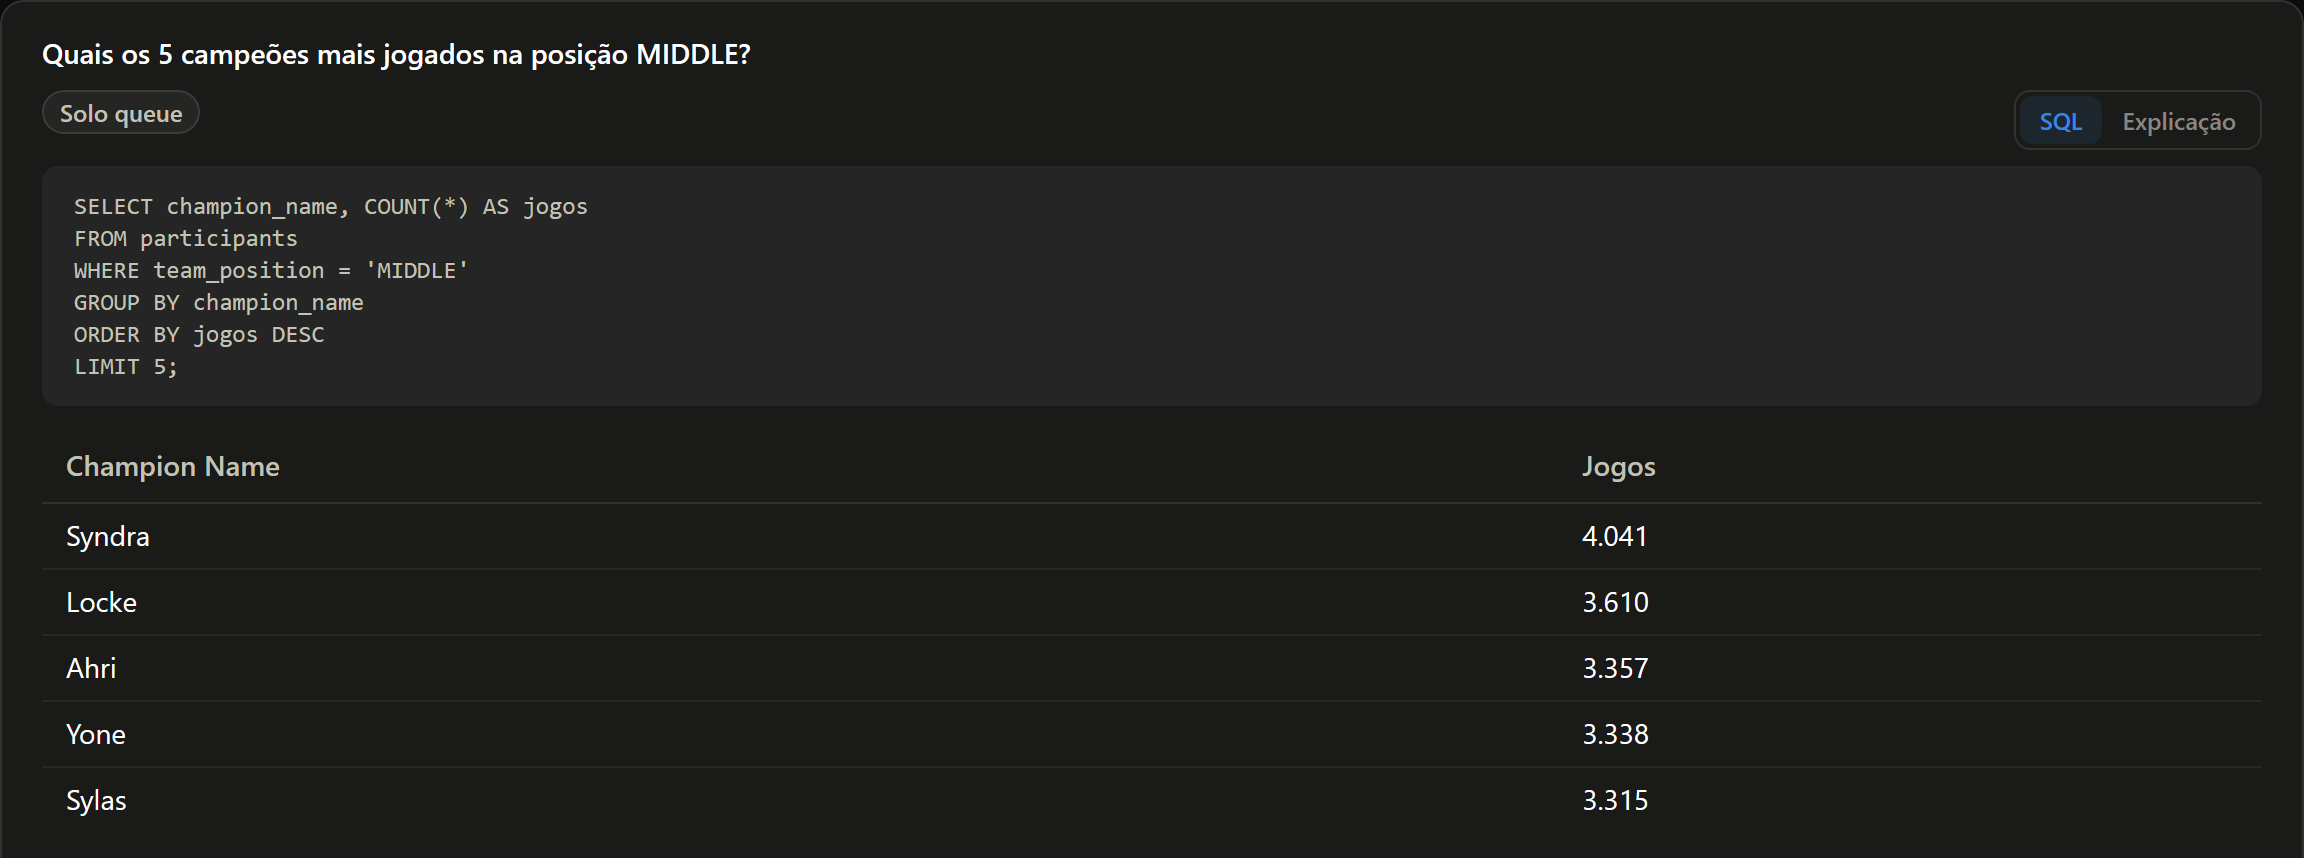 Quais os 5 campeões mais jogados na posição MIDDLE?
Solo queue
SQL Explicação
SELECT champion_name, COUNT(*) AS jogos
FROM participants
WHERE team_position = 'MIDDLE'
GROUP BY champion_name
ORDER BY jogos DESC
LIMIT 5;
Champion Name Jogos
Syndra 4.041
Locke 3.610
Ahri 3.357
Yone 3.338
Sylas 3.315